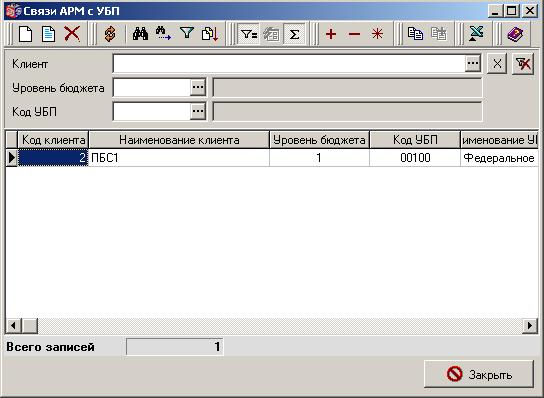 Связи АРМ с УБП
Клиент
Уровень бюджета
Код УБП
Код клиента Наименование клиента Уровень бюджета Код УБП именование УБ
2 ПБС1 1 00100 Федеральное
Всего записей 1
Закрыть